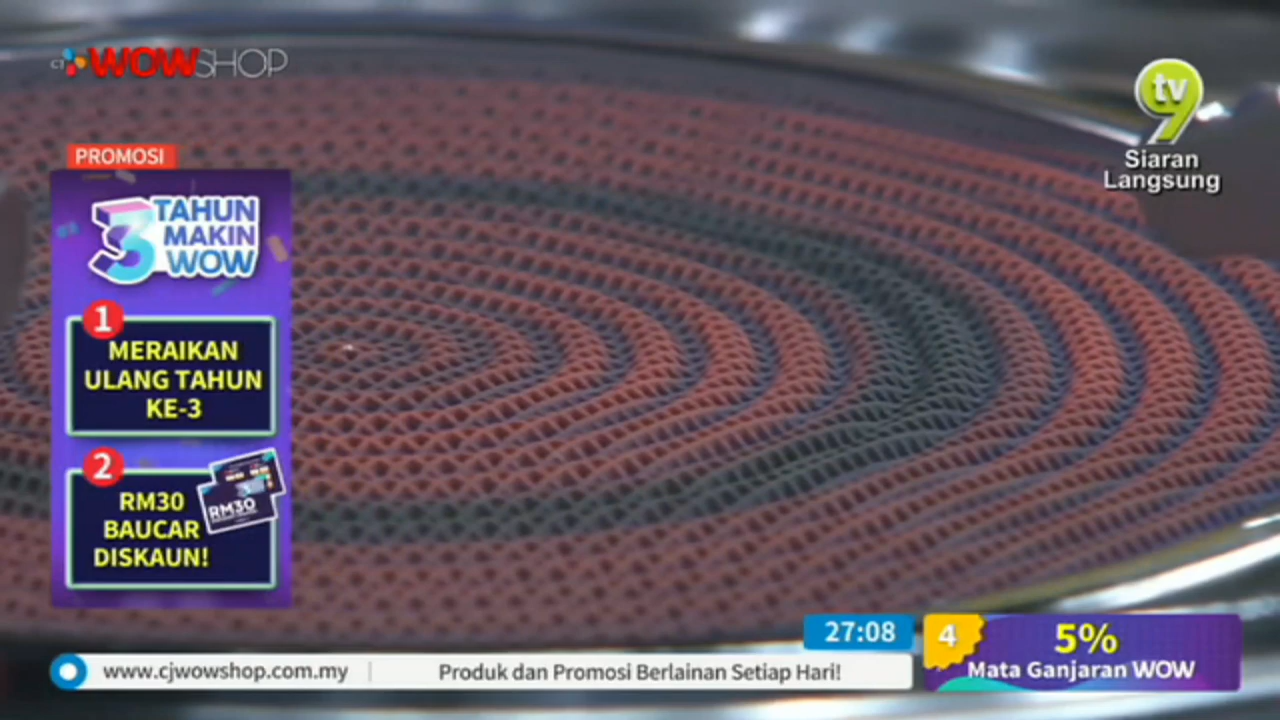 CJ WOWSHOP
tv9
Siaran
Langsung
PROMOSI
3 TAHUN
MAKIN
WOW
1
MERAIKAN
ULANG TAHUN
KE-3
2
RM30
BAUCAR
DISKAUN!
RM30
27:08
4
5%
Mata Ganjaran WOW
www.cjwowshop.com.my
Produk dan Promosi Berlainan Setiap Hari!